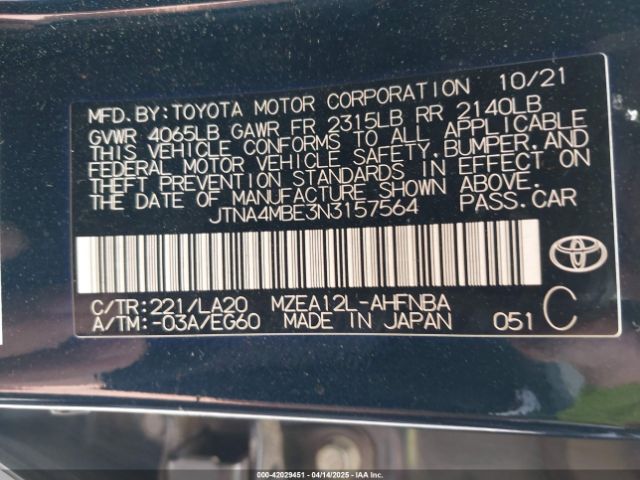 MFD. BY: TOYOTA MOTOR CORPORATION 10/21
GVWR 4065LB GAWR FR 2315LB RR 2140LB
THIS VEHICLE CONFORMS TO ALL APPLICABLE
FEDERAL MOTOR VEHICLE SAFETY, BUMPER, AND
THEFT PREVENTION STANDARDS IN EFFECT ON
THE DATE OF MANUFACTURE SHOWN ABOVE.
JTNA4MBE3N3157564 PASS. CAR
C/TR: 221/LA20 MZEA12L-AHFNBA
A/TM: -03A/EG60 MADE IN JAPAN 051 C
000-42029451 04/14/2025 IAA Inc.